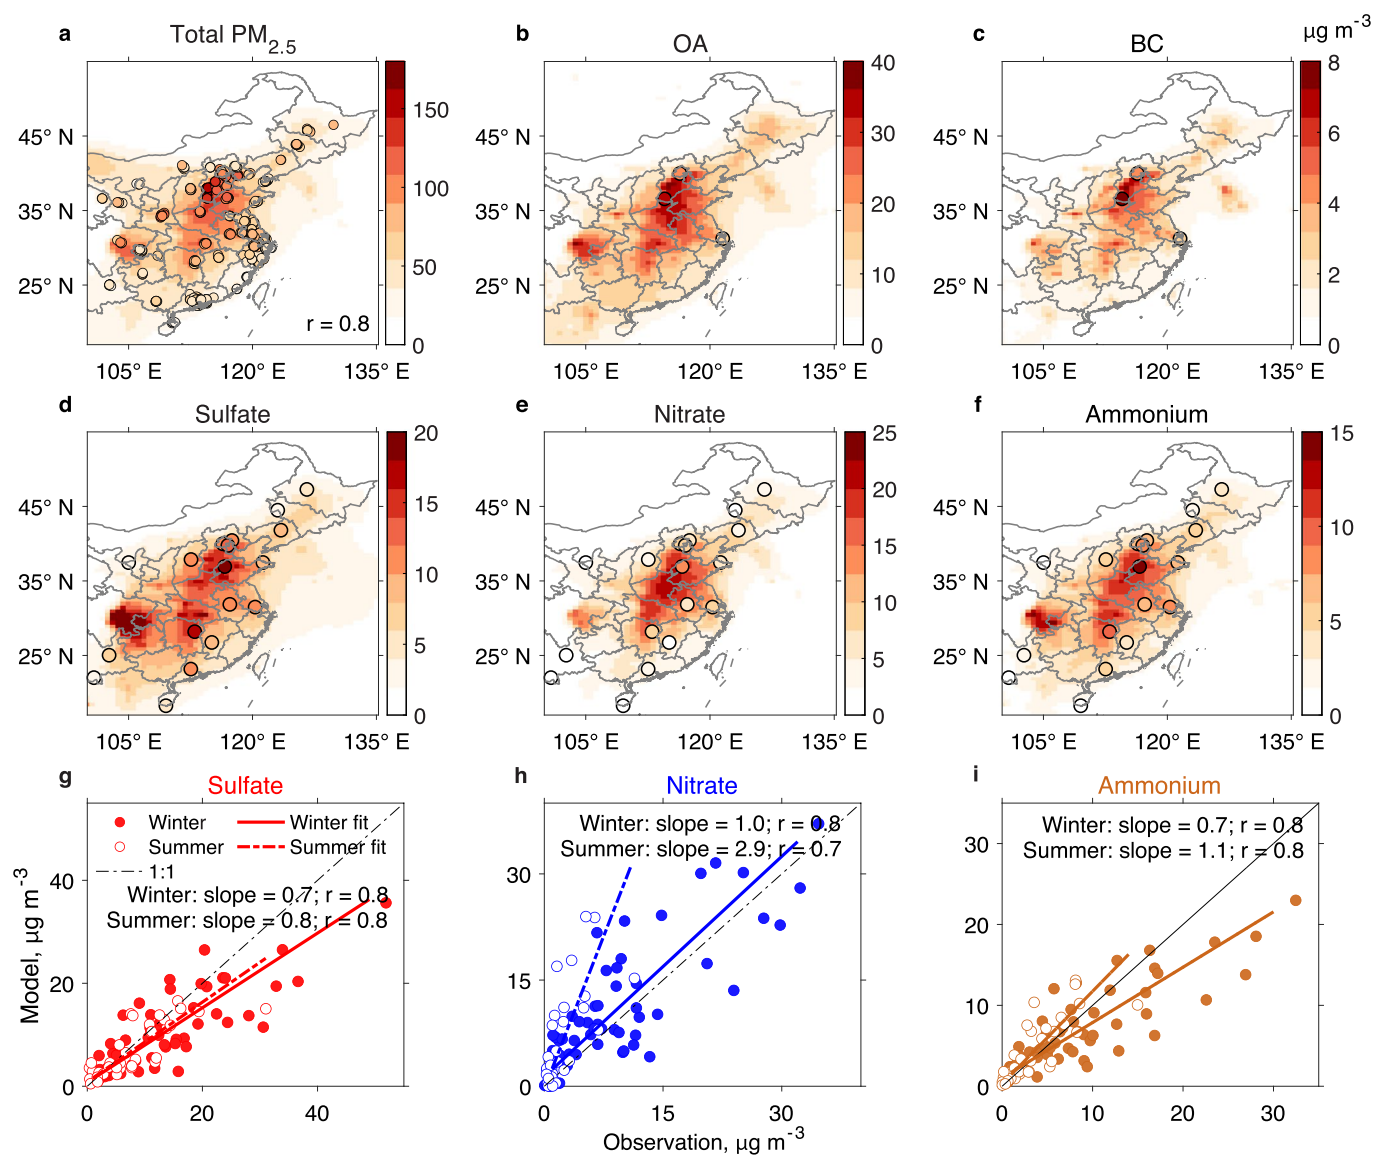 a Total PM2.5
b OA
c BC
µg m-3
45° N
35° N
25° N
105° E 120° E 135° E
r = 0.8
150
100
50
0
45° N
35° N
25° N
105° E 120° E 135° E
40
30
20
10
0
45° N
35° N
25° N
105° E 120° E 135° E
8
6
4
2
0
d Sulfate
e Nitrate
f Ammonium
45° N
35° N
25° N
105° E 120° E 135° E
20
15
10
5
0
45° N
35° N
25° N
105° E 120° E 135° E
25
20
15
10
5
0
45° N
35° N
25° N
105° E 120° E 135° E
15
10
5
0
g Sulfate
Winter Winter fit
Summer Summer fit
1:1
Winter: slope = 0.7; r = 0.8
Summer: slope = 0.8; r = 0.8
Model, µg m-3
40
20
0
0 20 40
h Nitrate
Winter: slope = 1.0; r = 0.8
Summer: slope = 2.9; r = 0.7
30
15
0
0 15 30
Observation, µg m-3
i Ammonium
Winter: slope = 0.7; r = 0.8
Summer: slope = 1.1; r = 0.8
30
20
10
0
0 10 20 30